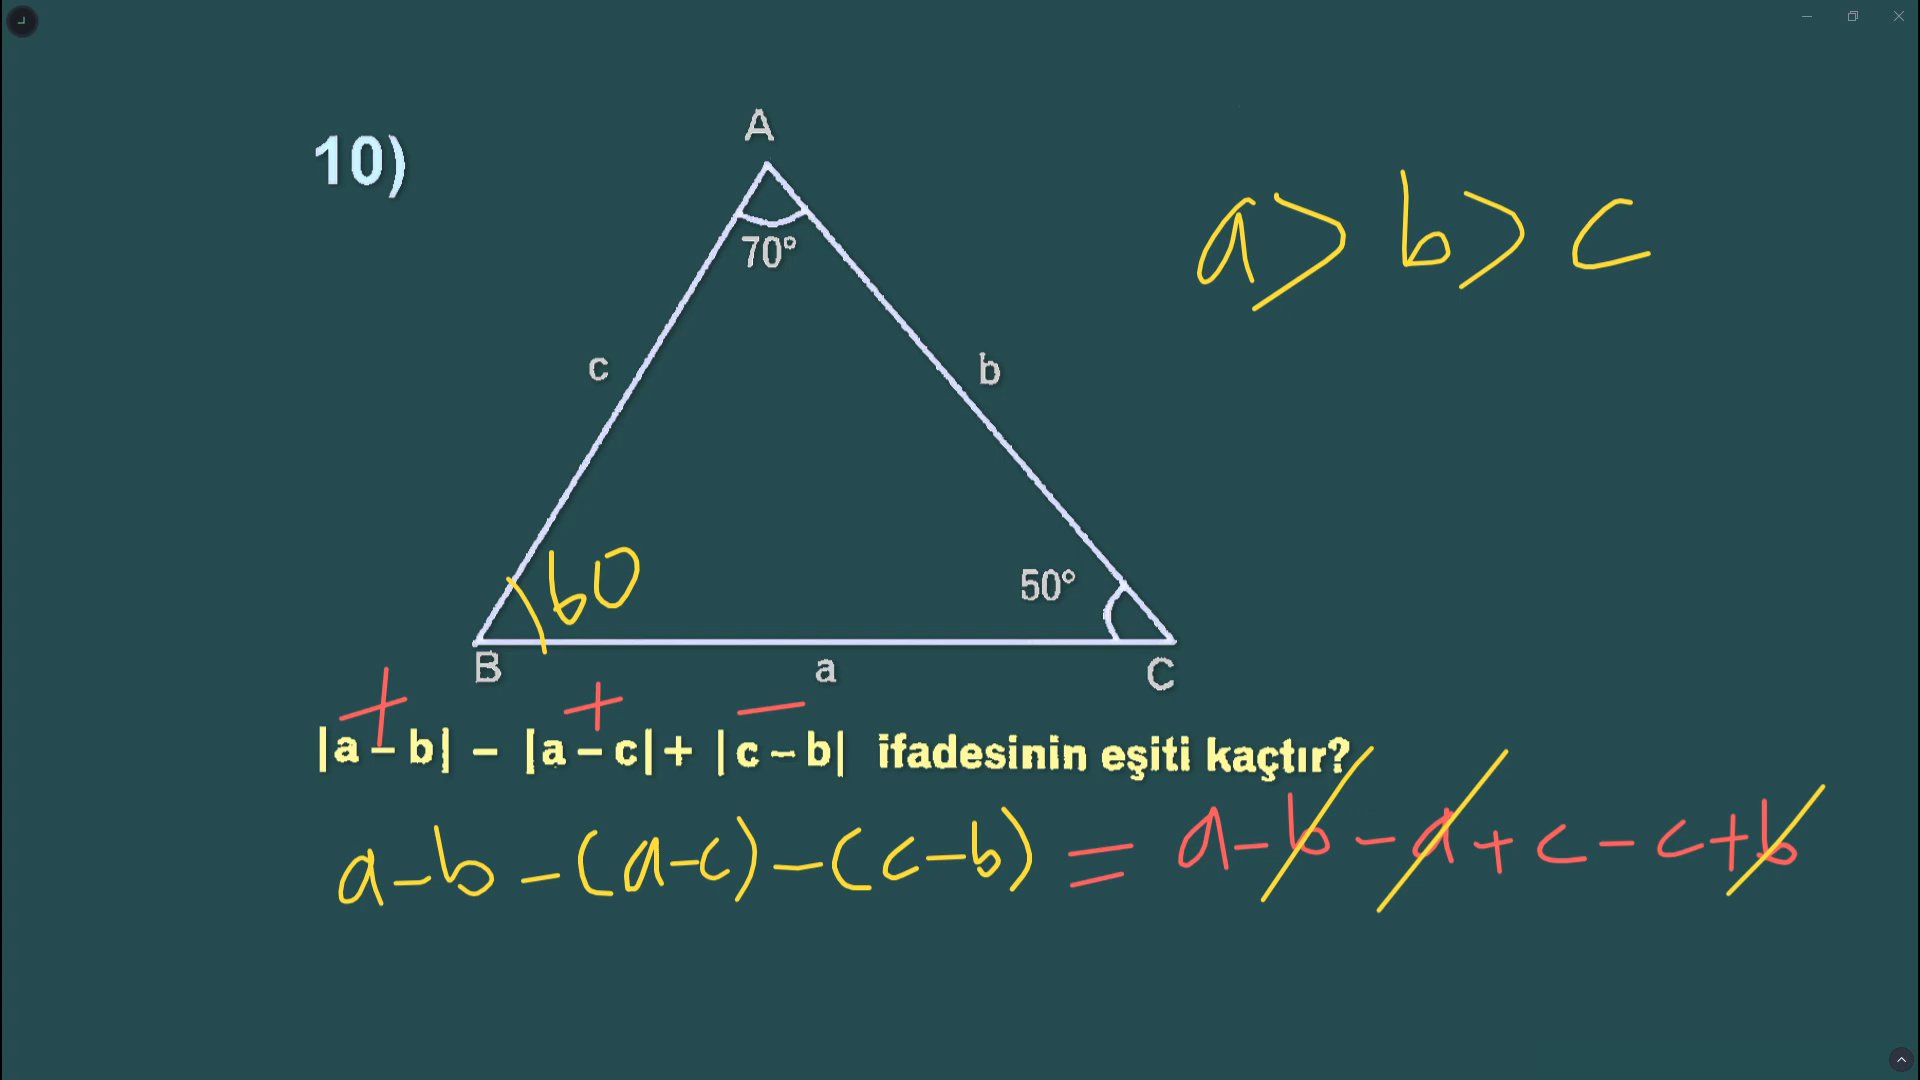 10)
A
70°
a > b > c
c
b
60
50°
B
a
C
+
+
−
|a − b| − |a − c| + |c − b| ifadesinin eşiti kaçtır?
a − b − (a − c) − (c − b) = a − b − a + c − c + b